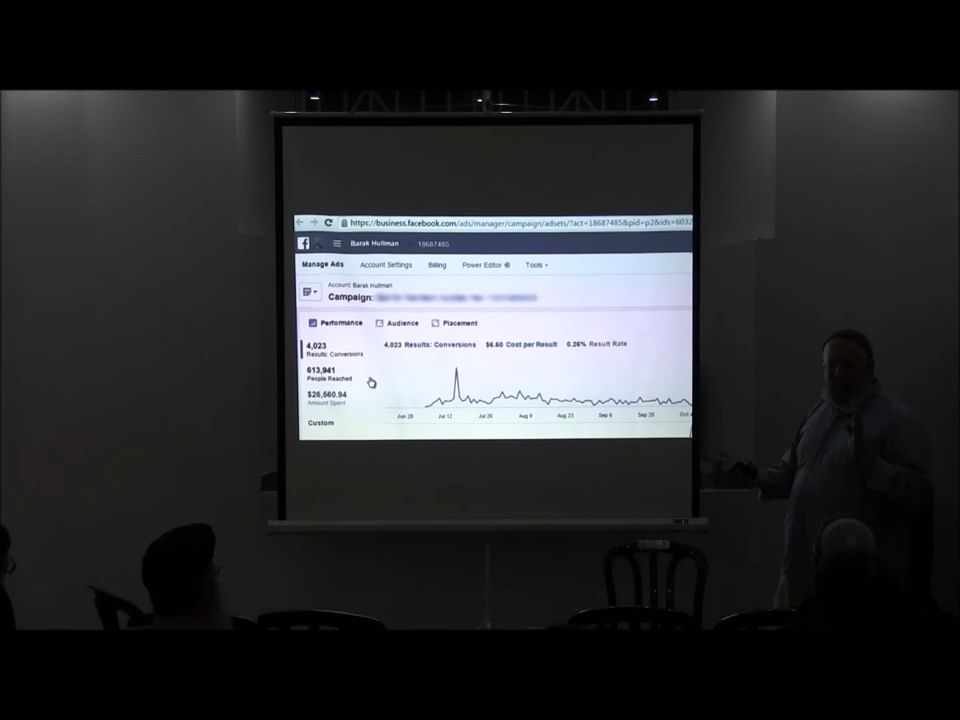 https://business.facebook.com/ads/manager/campaign/adsets/?act=18687485&pid=p2&ids=6032
Barak Hullman 18687485
Manage Ads Account Settings Billing Power Editor Tools
Account: Barak Hullman
Campaign:
Performance Audience Placement
4,023 Results: Conversions $6.60 Cost per Result 0.26% Result Rate
4,023
Results: Conversions
613,941
People Reached
$26,560.94
Amount Spent
Custom
Jun 28 Jul 12 Jul 26 Aug 9 Aug 23 Sep 6 Sep 20 Oct